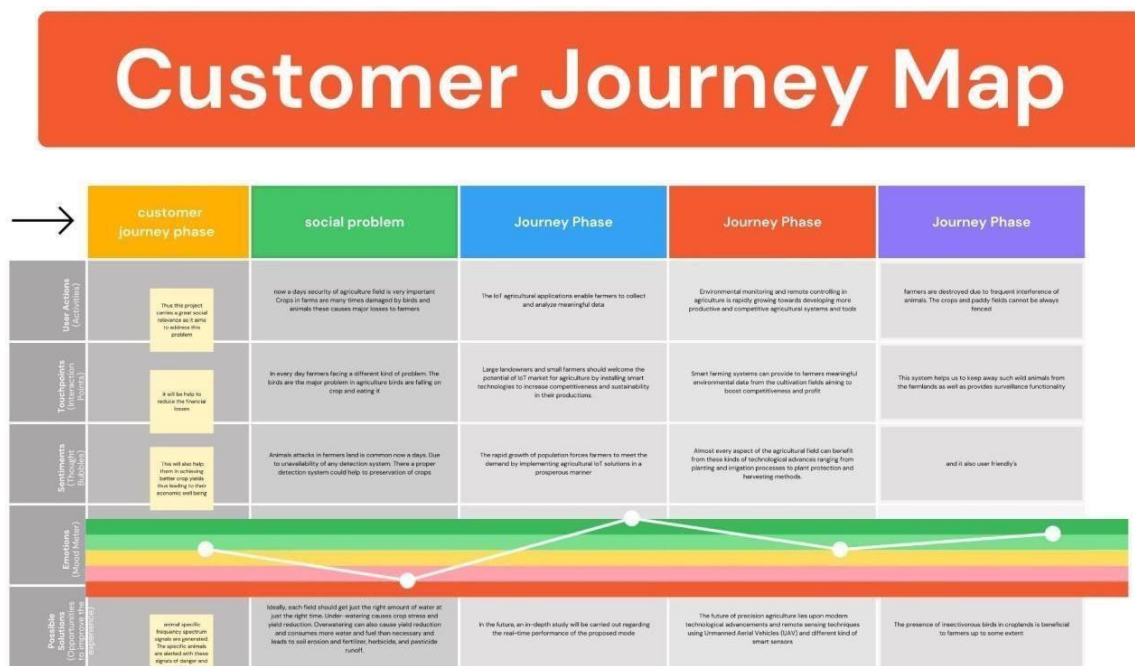 Customer Journey Map
customer
journey phase
social problem
Journey Phase
Journey Phase
Journey Phase
User Actions
(Activities)
Thus this project
carries a great social
relevance as it aims
to address this
problem
now a days security of agriculture field is very important
Crops in farms are many times damaged by birds and
animals these causes major losses to farmers
The IoT agricultural applications enable farmers to collect
and analyze meaningful data
Environmental monitoring and remote controlling in
agriculture is rapidly growing towards developing more
productive and competitive agricultural systems and tools
farmers are destroyed due to frequent interference of
animals. The crops and paddy fields cannot be always
fenced
Touchpoints
(Interaction
Points)
it will be help to
reduce the financial
losses
In every day farmers facing a different kind of problem. The
birds are the major problem in agriculture birds are falling on
crop and eating it
Large landowners and small farmers should welcome the
potential of IoT market for agriculture by installing smart
technologies to increase competitiveness and sustainability
in their productions.
Smart farming systems can provide to farmers meaningful
environmental data from the cultivation fields aiming to
boost competitiveness and profit
This system helps us to keep away such wild animals from
the farmlands as well as provides surveillance functionality
Sentiments
(Thought
Bubbles)
This will also help
them in achieving
better crop yields
thus leading to their
economic well being
Animals attacks in farmers land is common now a days. Due
to unavailability of any detection system. There a proper
detection system could help to preservation of crops
The rapid growth of population forces farmers to meet the
demand by implementing agricultural IoT solutions in a
prosperous manner
Almost every aspect of the agricultural field can benefit
from these kinds of technological advances ranging from
planting and irrigation processes to plant protection and
harvesting methods.
and it also user friendly's
Emotions
(Mood Meter)
Possible
Solutions
(Opportunities
to improve the
experience)
animal specific
frequency spectrum
signals are generated
The specific animals
are alerted with these
signals of danger and
Ideally, each field should get just the right amount of water at
just the right time. Under-watering causes crop stress and
yield reduction. Overwatering can also cause yield reduction
and consumes more water and fuel than necessary and
leads to soil erosion and fertilizer, herbicide, and pesticide
runoff.
In the future, an in-depth study will be carried out regarding
the real-time performance of the proposed mode
The future of precision agriculture lies upon modern
technological advancements and remote sensing techniques
using Unmanned Aerial Vehicles (UAV) and different kind of
smart sensors
The presence of insectivorous birds in croplands is beneficial
to farmers up to some extent